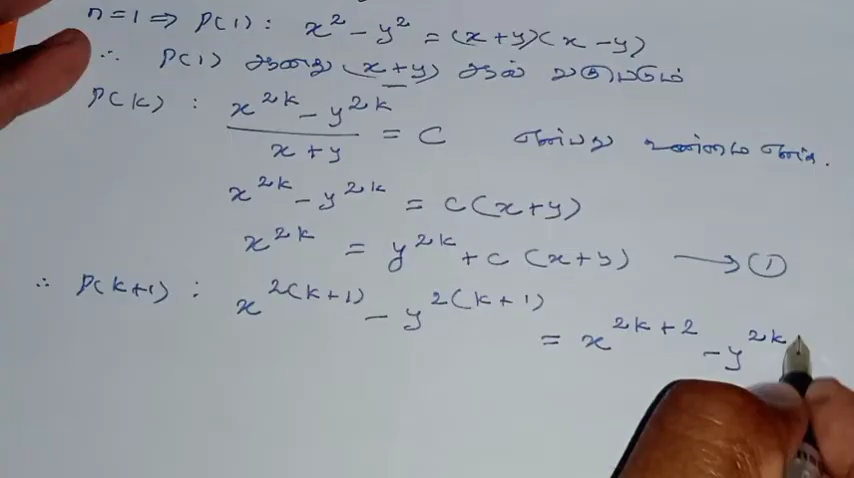 n = 1 ⇒ P(1) : x² - y² = (x+y)(x-y)
∴ P(1) ஆனது (x+y) ஆல் வகுபடும்
P(k) : (x^{2k} - y^{2k}) / (x+y) = C என்பது உண்மை என்க.
x^{2k} - y^{2k} = C(x+y)
x^{2k} = y^{2k} + C(x+y) ⟶ ①
∴ P(k+1) : x^{2(k+1)} - y^{2(k+1)}
= x^{2k+2} - y^{2k}